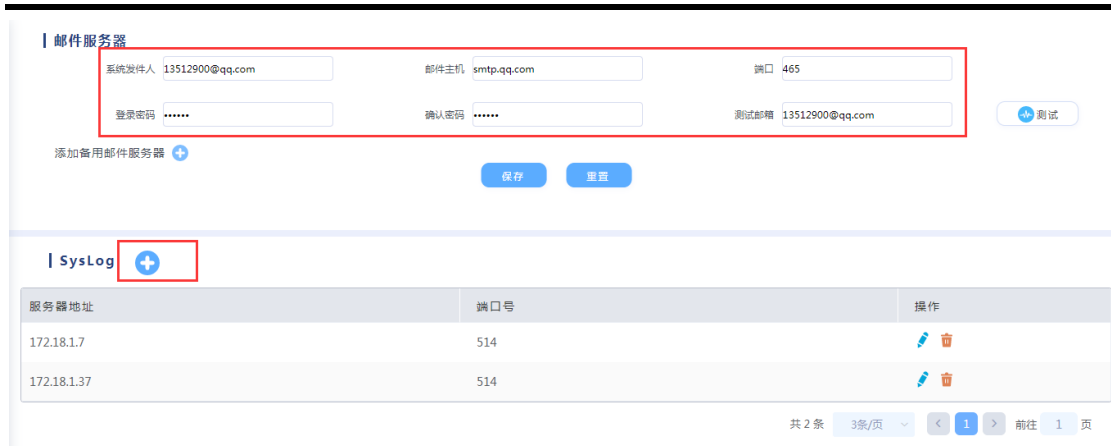 邮件服务器
系统发件人 13512900@qq.com 邮件主机 smtp.qq.com 端口 465
登录密码 •••••• 确认密码 •••••• 测试邮箱 13512900@qq.com 测试
添加备用邮件服务器
保存 重置
SysLog
服务器地址 端口号 操作
172.18.1.7 514
172.18.1.37 514
共 2 条 3条/页 1 前往 1 页